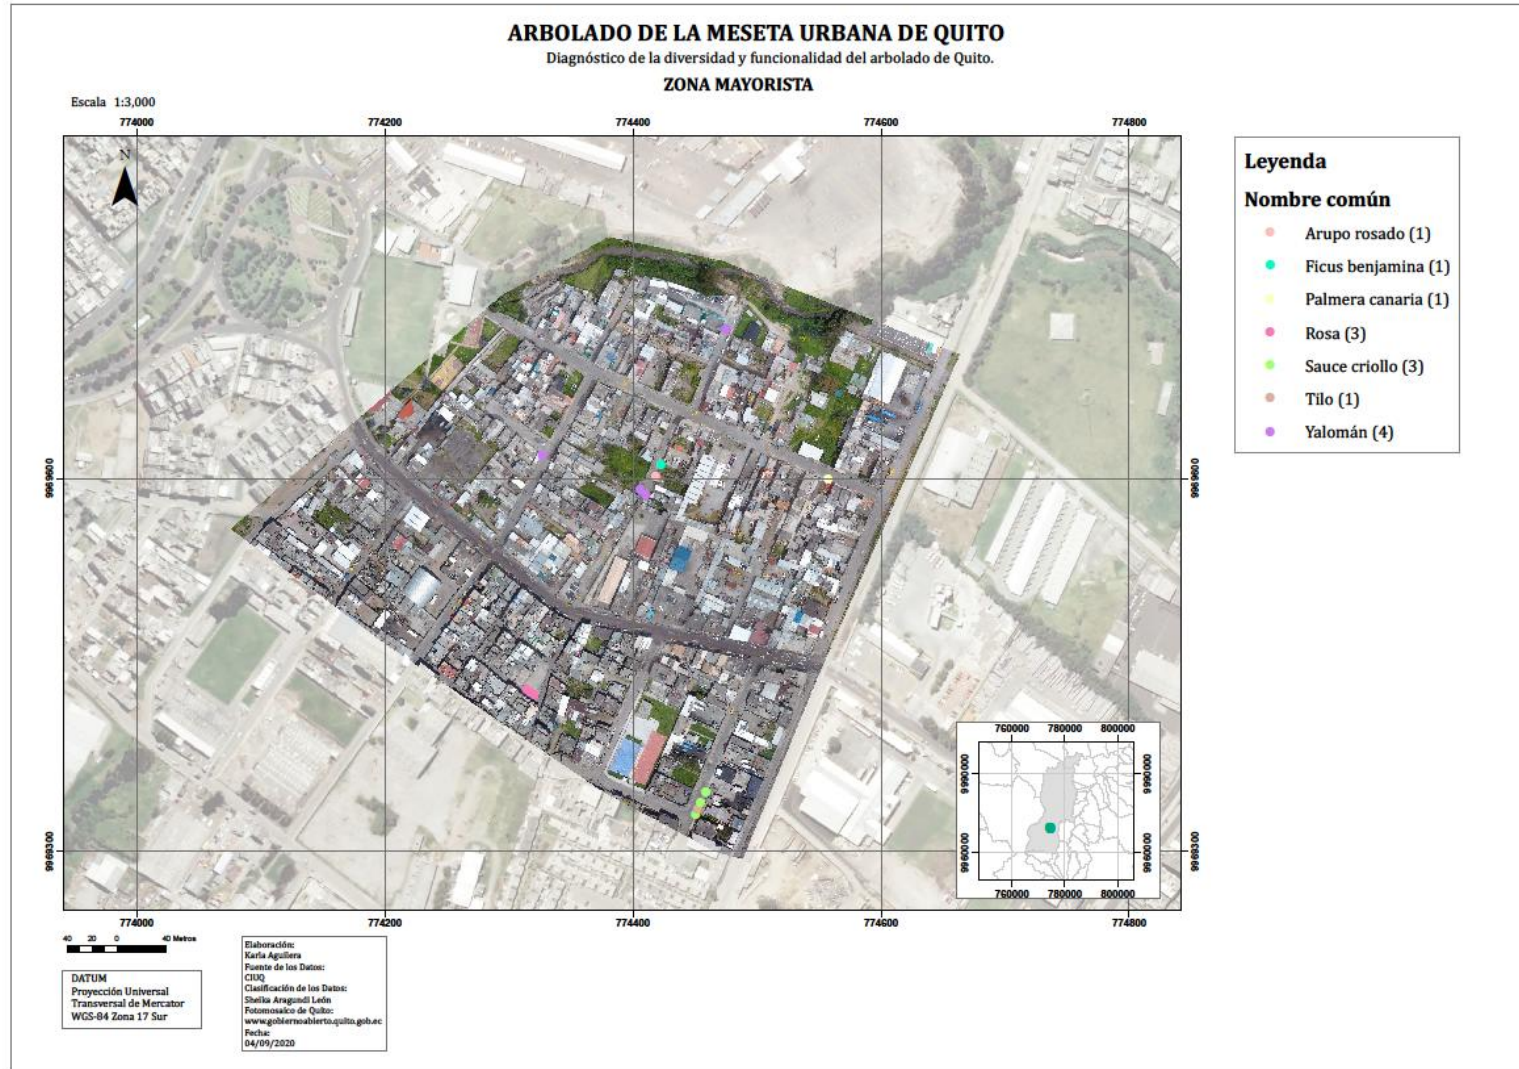 ARBOLADO DE LA MESETA URBANA DE QUITO
Diagnóstico de la diversidad y funcionalidad del arbolado de Quito.
ZONA MAYORISTA
Escala 1:3,000
774000 774200 774400 774600 774800
N
9969600
9969600
9969300
9969300
774000 774200 774400 774600 774800
Leyenda
Nombre común
Arupo rosado (1)
Ficus benjamina (1)
Palmera canaria (1)
Rosa (3)
Sauce criollo (3)
Tilo (1)
Yalomán (4)
760000 780000 800000
9990000
9990000
9960000
9960000
760000 780000 800000
40 20 0 40 Metros
DATUM
Proyección Universal
Transversal de Mercator
WGS-84 Zona 17 Sur
Elaboración:
Karla Aguilera
Fuente de los Datos:
CIUQ
Clasificación de los Datos:
Sheika Aragundi León
Fotomosaico de Quito:
www.gobiernoabierto.quito.gob.ec
Fecha:
04/09/2020